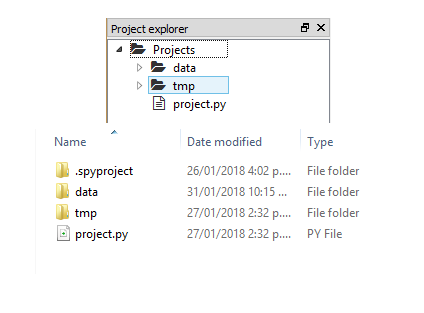 Project explorer
Projects
data
tmp
project.py
Name Date modified Type
.spyproject 26/01/2018 4:02 p.... File folder
data 31/01/2018 10:15 ... File folder
tmp 27/01/2018 2:32 p.... File folder
project.py 27/01/2018 2:32 p.... PY File